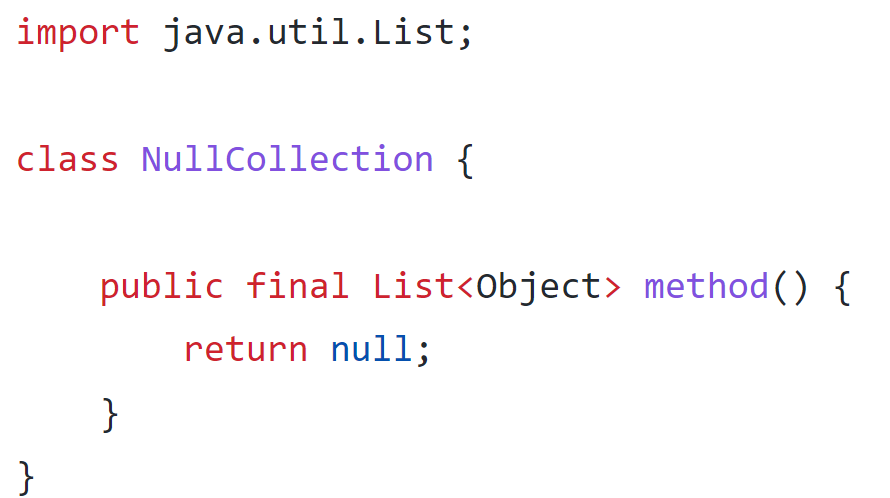 import java.util.List;
class NullCollection {
    public final List<Object> method() {
        return null;
    }
}